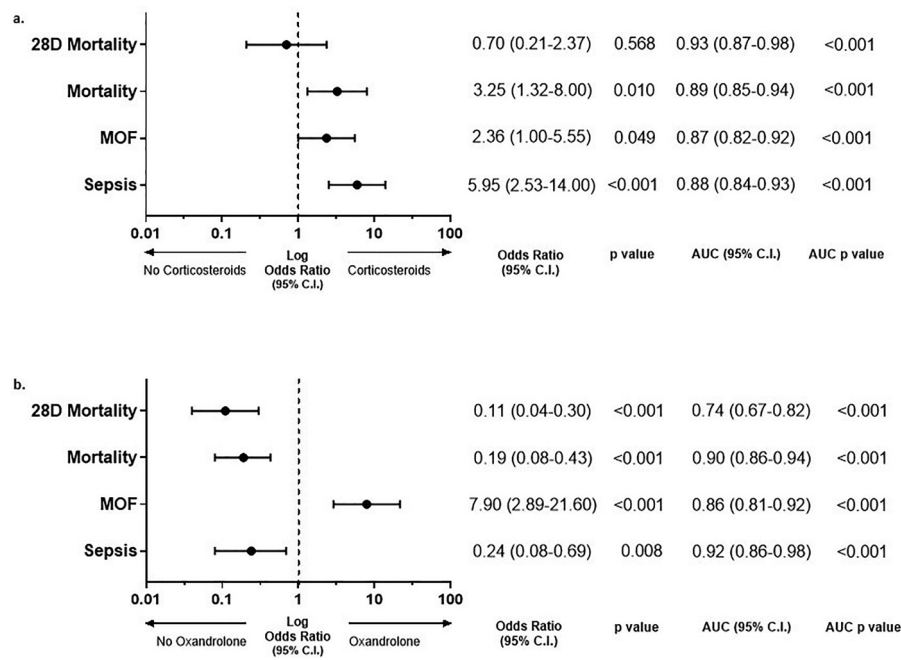 a.
28D Mortality 0.70 (0.21-2.37) 0.568 0.93 (0.87-0.98) <0.001
Mortality 3.25 (1.32-8.00) 0.010 0.89 (0.85-0.94) <0.001
MOF 2.36 (1.00-5.55) 0.049 0.87 (0.82-0.92) <0.001
Sepsis 5.95 (2.53-14.00) <0.001 0.88 (0.84-0.93) <0.001
0.01 0.1 1 10 100
No Corticosteroids Log Corticosteroids Odds Ratio p value AUC (95% C.I.) AUC p value
Odds Ratio (95% C.I.)
(95% C.I.)
b.
28D Mortality 0.11 (0.04-0.30) <0.001 0.74 (0.67-0.82) <0.001
Mortality 0.19 (0.08-0.43) <0.001 0.90 (0.86-0.94) <0.001
MOF 7.90 (2.89-21.60) <0.001 0.86 (0.81-0.92) <0.001
Sepsis 0.24 (0.08-0.69) 0.008 0.92 (0.86-0.98) <0.001
0.01 0.1 1 10 100
No Oxandrolone Log Oxandrolone Odds Ratio p value AUC (95% C.I.) AUC p value
Odds Ratio (95% C.I.)
(95% C.I.)